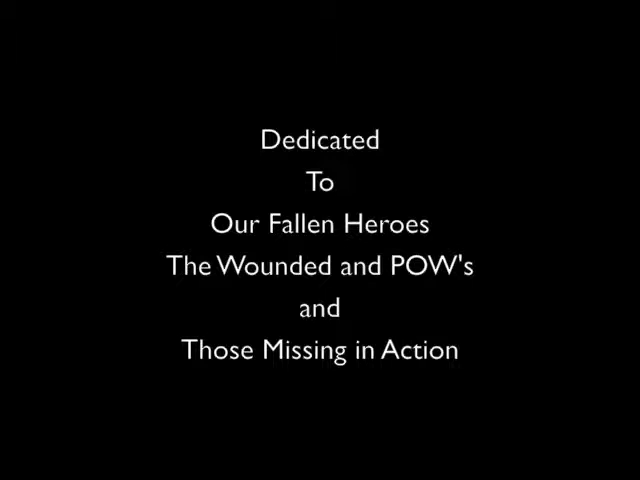 Dedicated
To
Our Fallen Heroes
The Wounded and POW's
and
Those Missing in Action